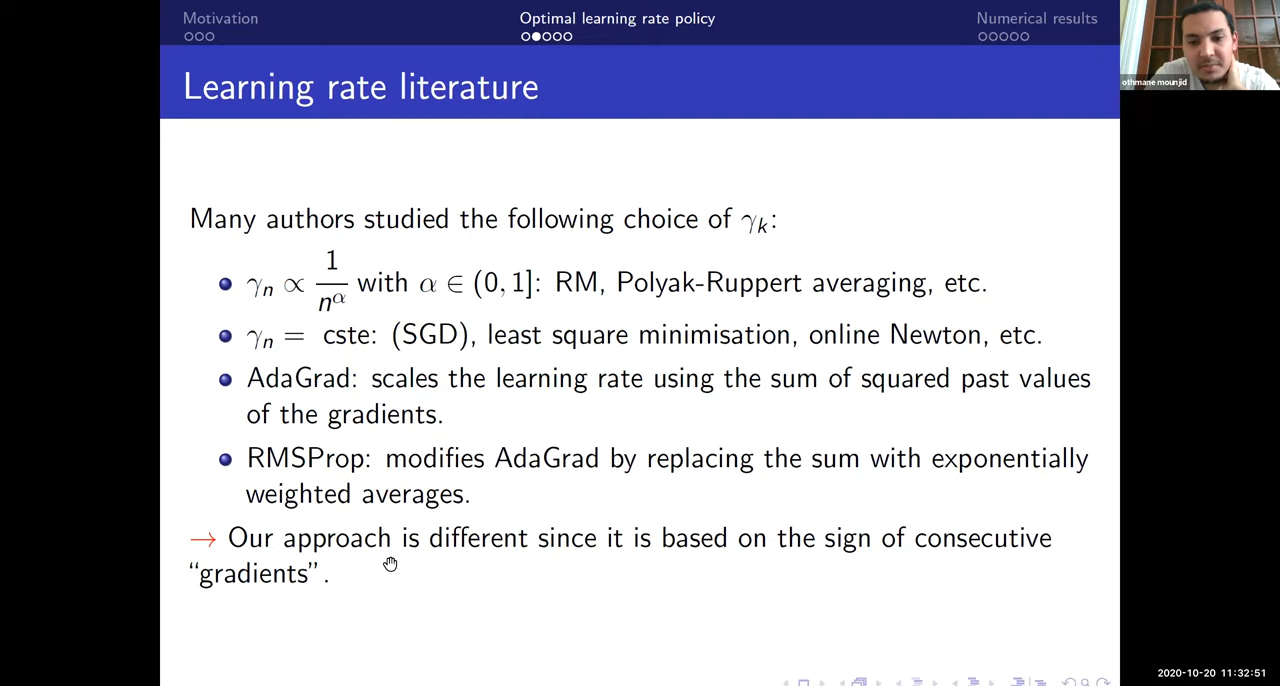 Motivation
Optimal learning rate policy
Numerical results
othmane mounjid
Learning rate literature
Many authors studied the following choice of γₖ:
γₙ ∝ 1/n^α with α ∈ (0, 1]: RM, Polyak-Ruppert averaging, etc.
γₙ = cste: (SGD), least square minimisation, online Newton, etc.
AdaGrad: scales the learning rate using the sum of squared past values
of the gradients.
RMSProp: modifies AdaGrad by replacing the sum with exponentially
weighted averages.
→ Our approach is different since it is based on the sign of consecutive
“gradients”.
2020-10-20 11:32:51